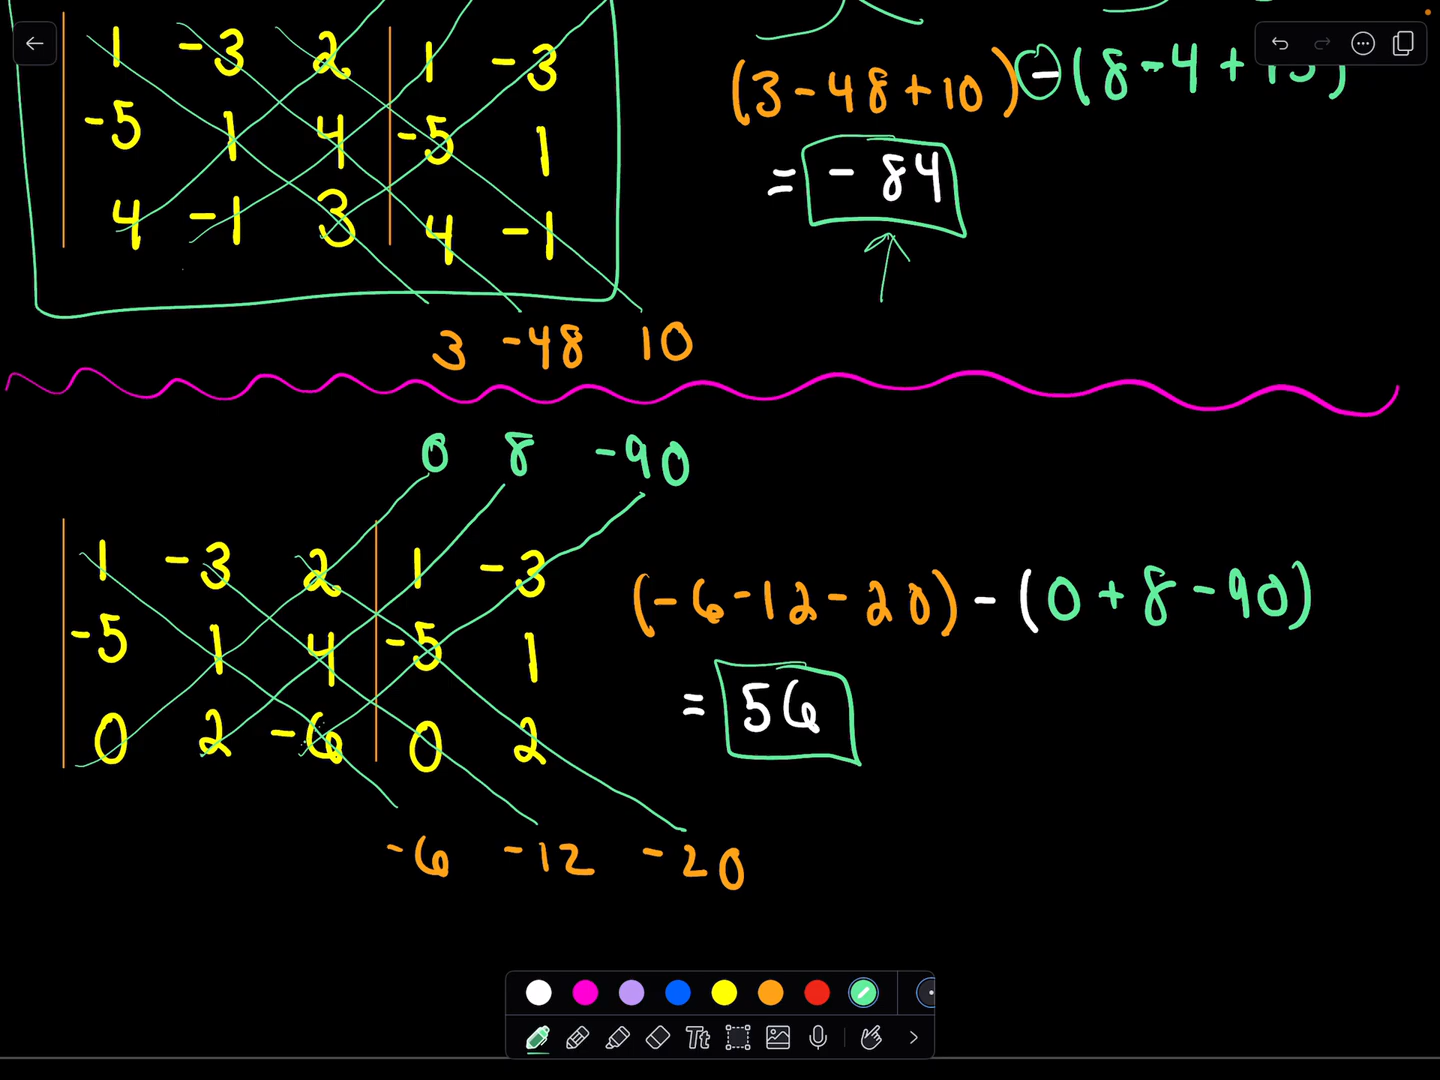 1 -3 2 1 -3
(3 - 48 + 10) - (8 - 4 + 15)
-5 1 4 -5 1
= -84
4 -1 3 4 -1
3 -48 10
0 8 -90
1 -3 2 1 -3
(-6 - 12 - 20) - (0 + 8 - 90)
-5 1 4 -5 1
= 56
0 2 -6 0 2
-6 -12 -20
Tt